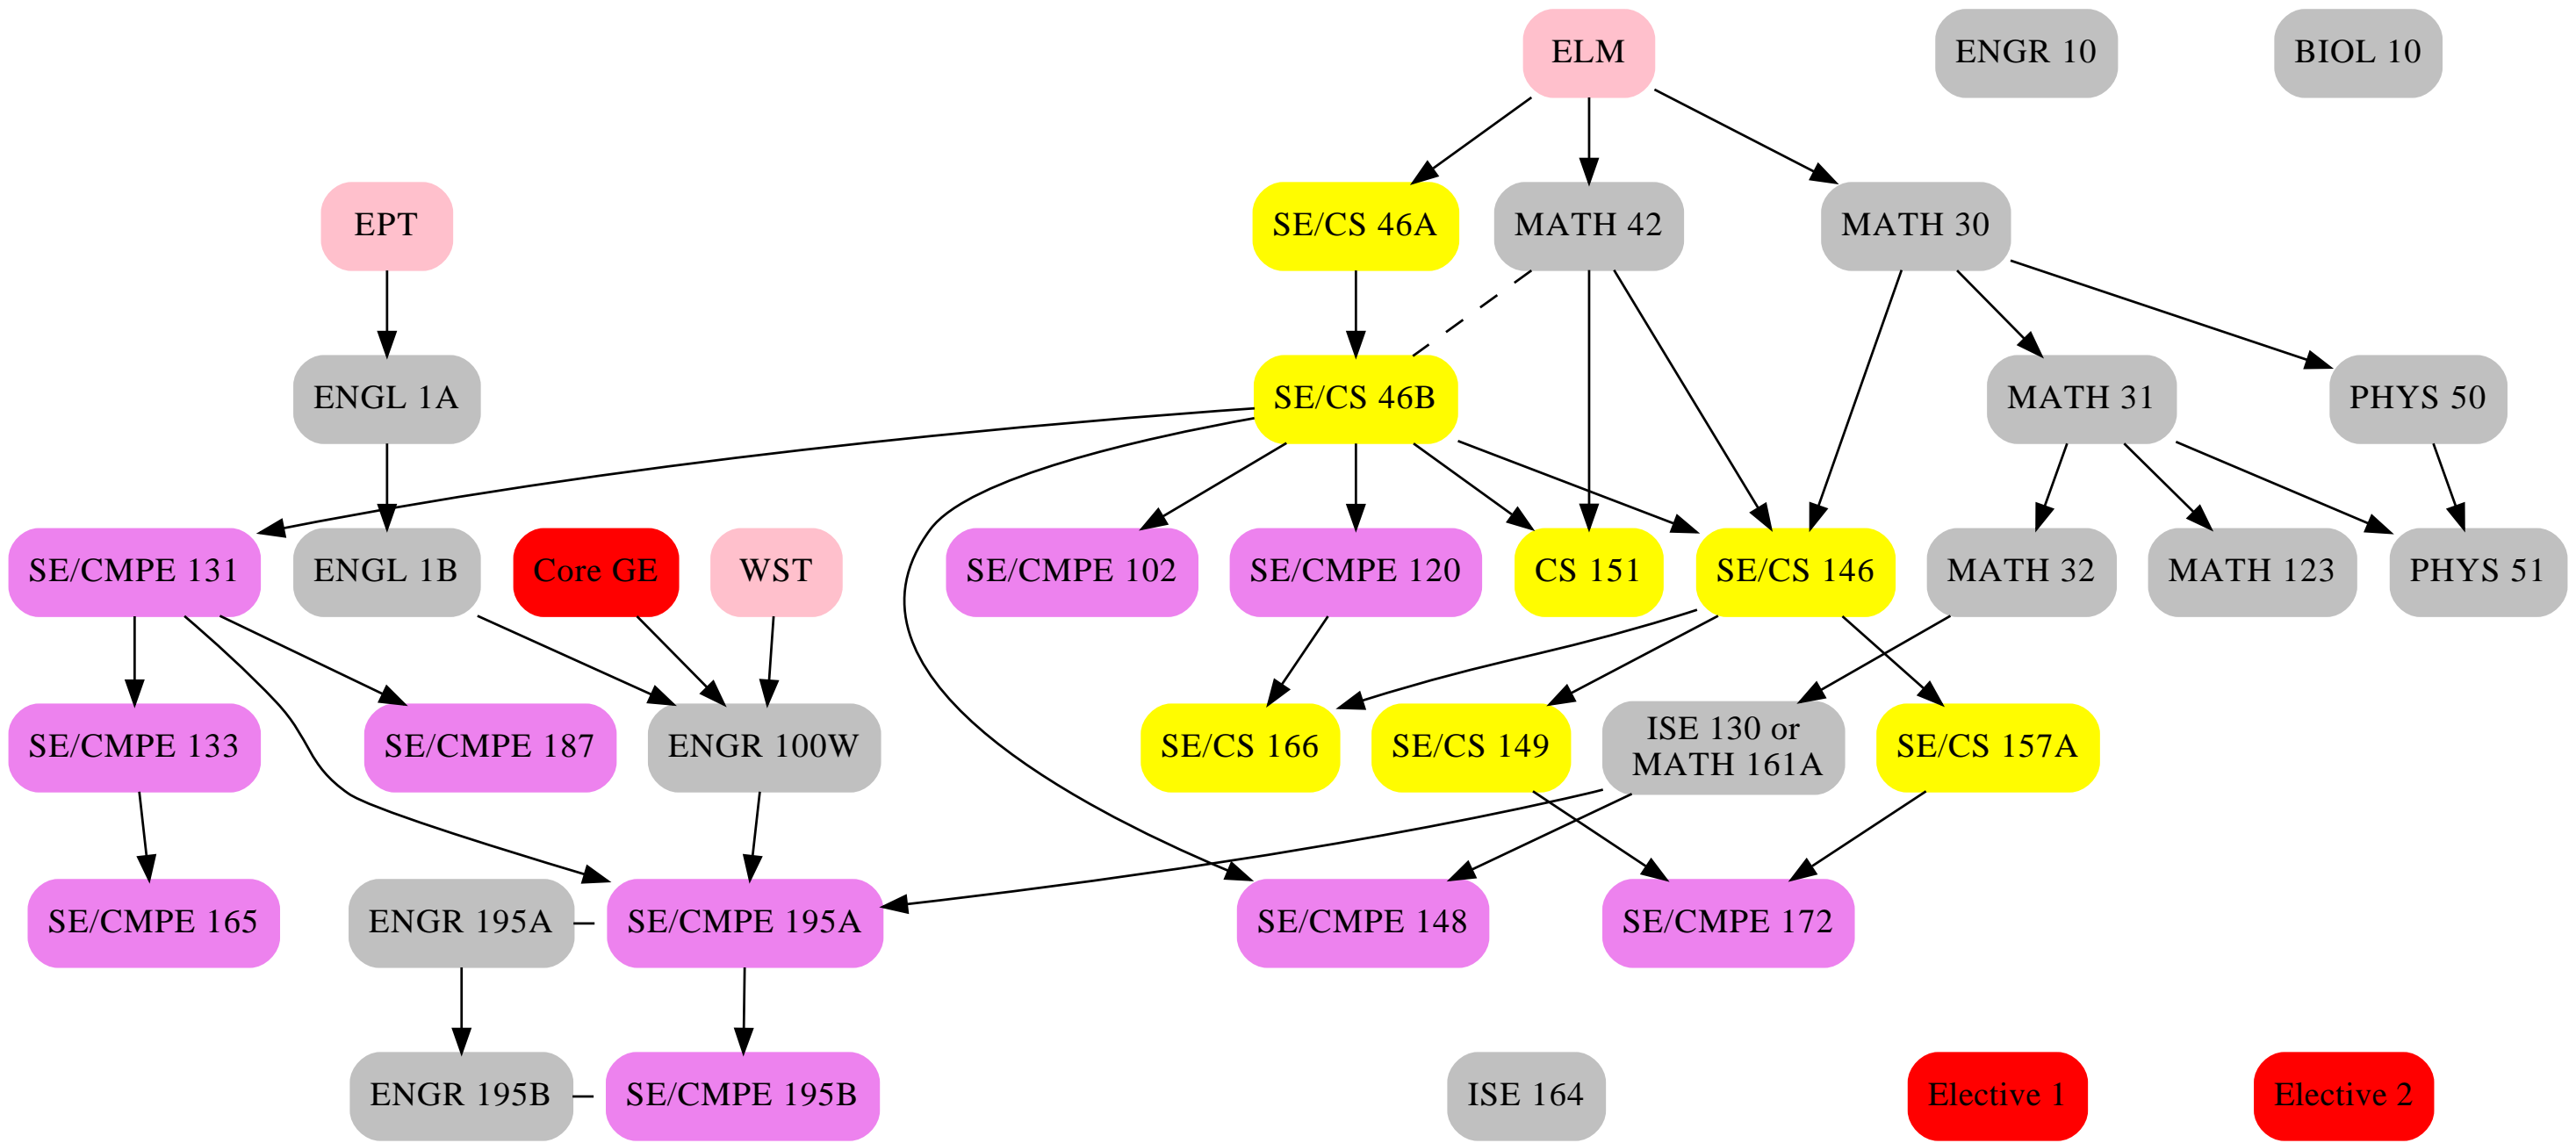 ELM
ENGR 10
BIOL 10
EPT
SE/CS 46A
MATH 42
MATH 30
ENGL 1A
SE/CS 46B
MATH 31
PHYS 50
SE/CMPE 131
ENGL 1B
Core GE
WST
SE/CMPE 102
SE/CMPE 120
CS 151
SE/CS 146
MATH 32
MATH 123
PHYS 51
SE/CMPE 133
SE/CMPE 187
ENGR 100W
SE/CS 166
SE/CS 149
ISE 130 or
MATH 161A
SE/CS 157A
SE/CMPE 165
ENGR 195A
SE/CMPE 195A
SE/CMPE 148
SE/CMPE 172
ENGR 195B
SE/CMPE 195B
ISE 164
Elective 1
Elective 2